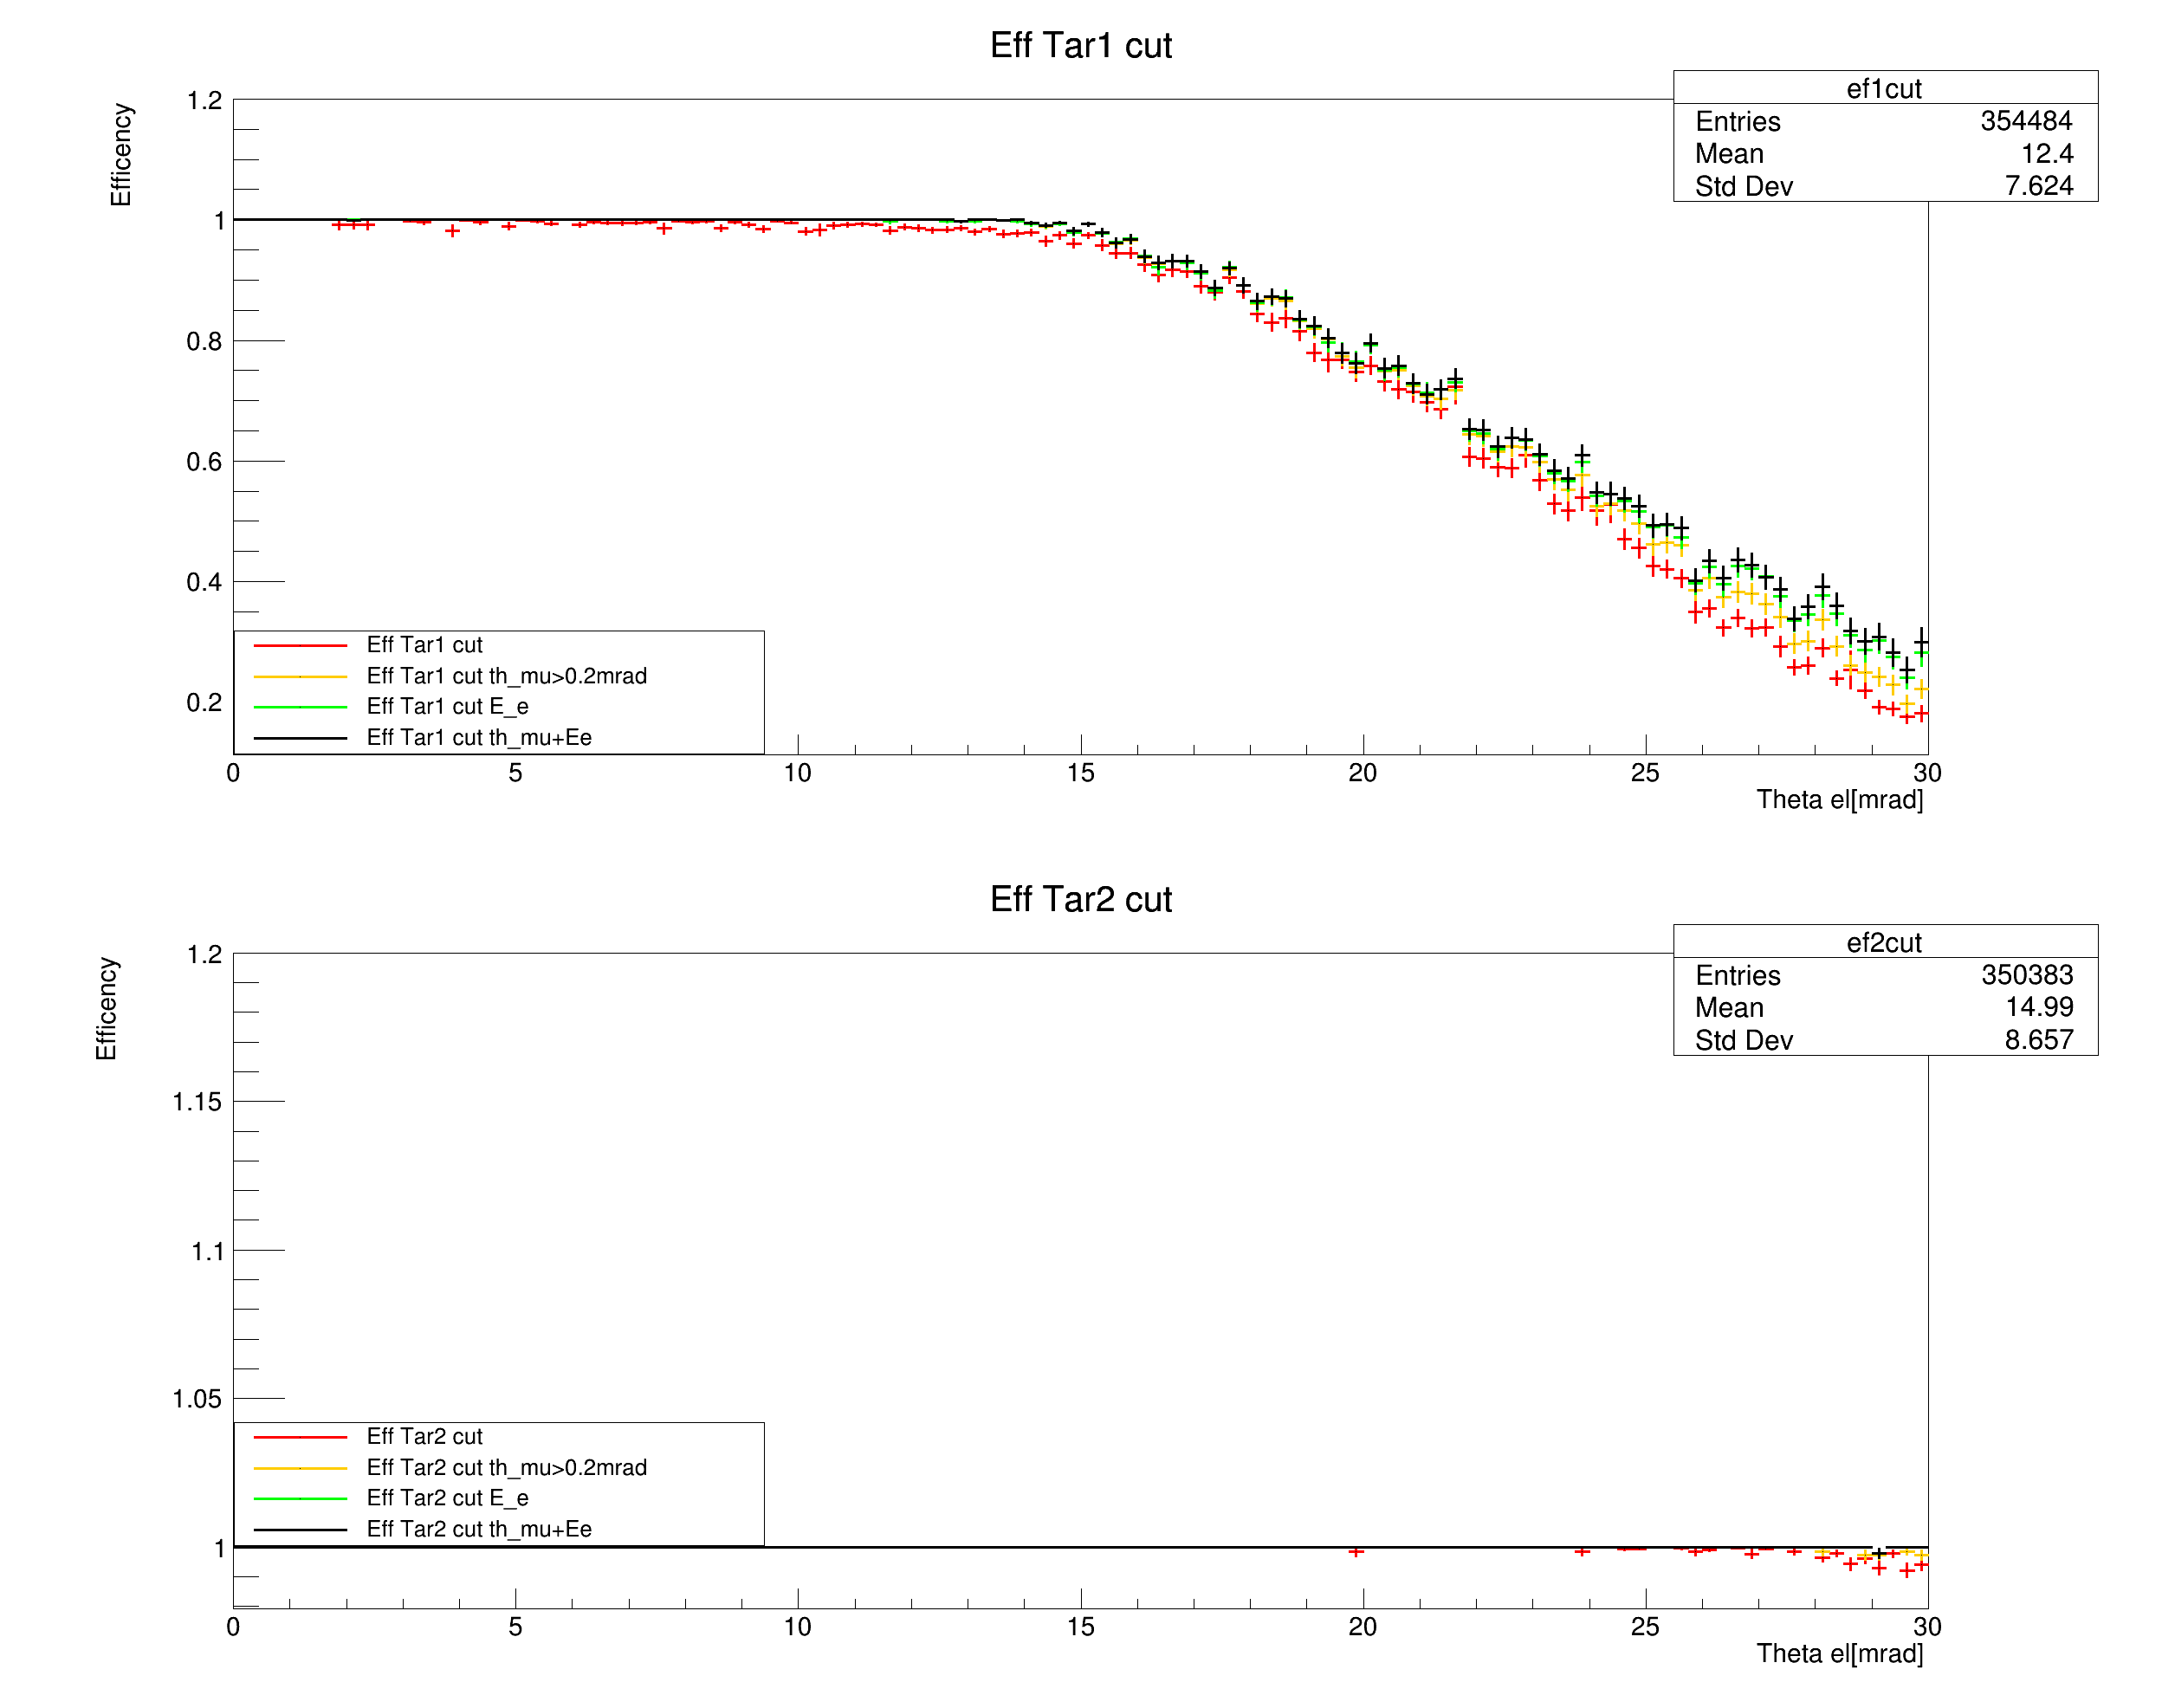 Eff Tar1 cut
ef1cut
Entries 354484
Mean 12.4
Std Dev 7.624
Efficency
1.2
1
0.8
0.6
0.4
0.2
Eff Tar1 cut
Eff Tar1 cut th_mu>0.2mrad
Eff Tar1 cut E_e
Eff Tar1 cut th_mu+Ee
0 5 10 15 20 25 30
Theta el[mrad]
Eff Tar2 cut
ef2cut
Entries 350383
Mean 14.99
Std Dev 8.657
Efficency
1.2
1.15
1.1
1.05
1
Eff Tar2 cut
Eff Tar2 cut th_mu>0.2mrad
Eff Tar2 cut E_e
Eff Tar2 cut th_mu+Ee
0 5 10 15 20 25 30
Theta el[mrad]